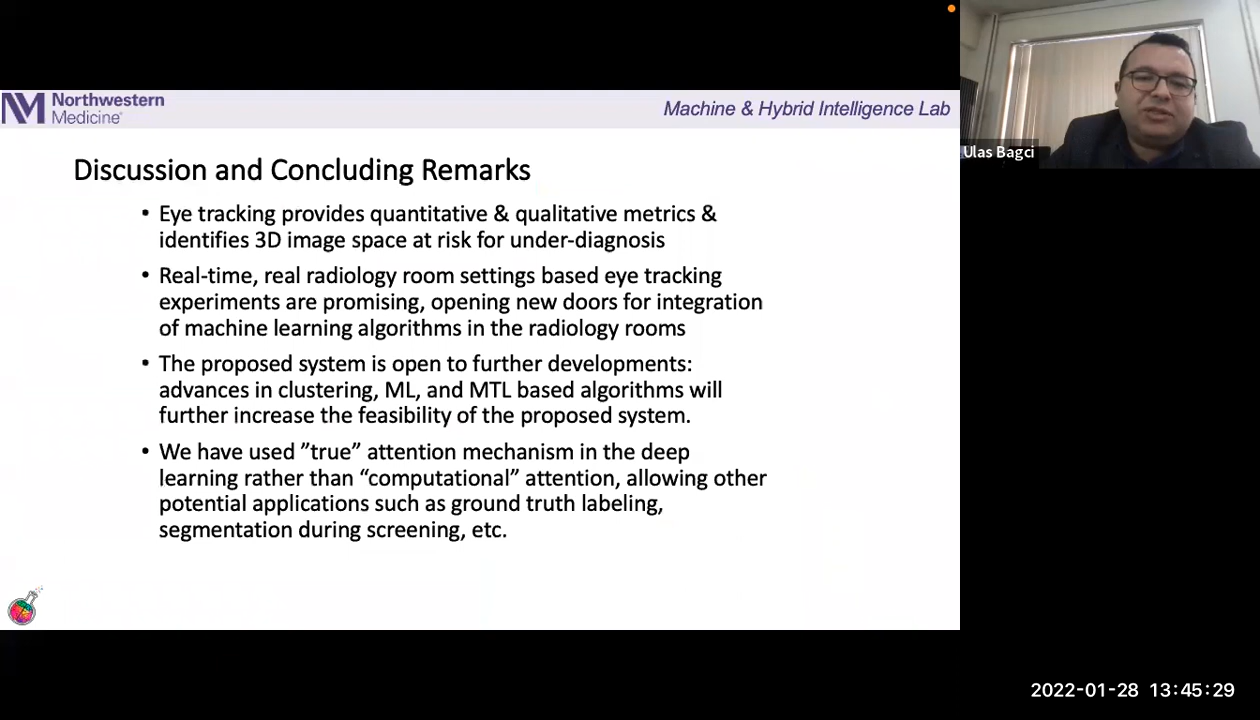 Northwestern
Medicine®
Machine & Hybrid Intelligence Lab
Ulas Bagci
Discussion and Concluding Remarks
• Eye tracking provides quantitative & qualitative metrics &
identifies 3D image space at risk for under-diagnosis
• Real-time, real radiology room settings based eye tracking
experiments are promising, opening new doors for integration
of machine learning algorithms in the radiology rooms
• The proposed system is open to further developments:
advances in clustering, ML, and MTL based algorithms will
further increase the feasibility of the proposed system.
• We have used ”true” attention mechanism in the deep
learning rather than “computational” attention, allowing other
potential applications such as ground truth labeling,
segmentation during screening, etc.
2022-01-28 13:45:29